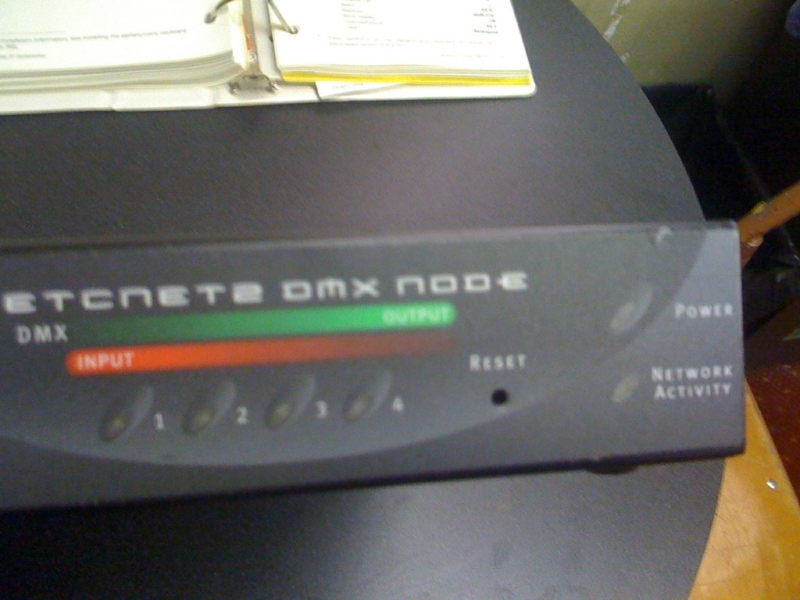 ETCNET2 DMX NODE
DMX
OUTPUT
INPUT
1 2 3 4
RESET
POWER
NETWORK
ACTIVITY